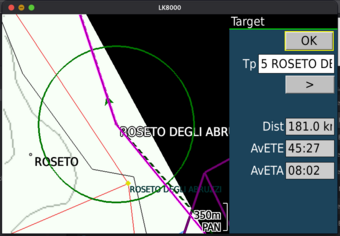 LK8000
Target
OK
Tp 5 ROSETO DE
>
ROSETO DEGLI ABRU
Dist 181.0 kr
AvETE 45:27
ROSETO
AvETA 08:02
ROSETO DEGLI ABRUZZI
350m
PAN